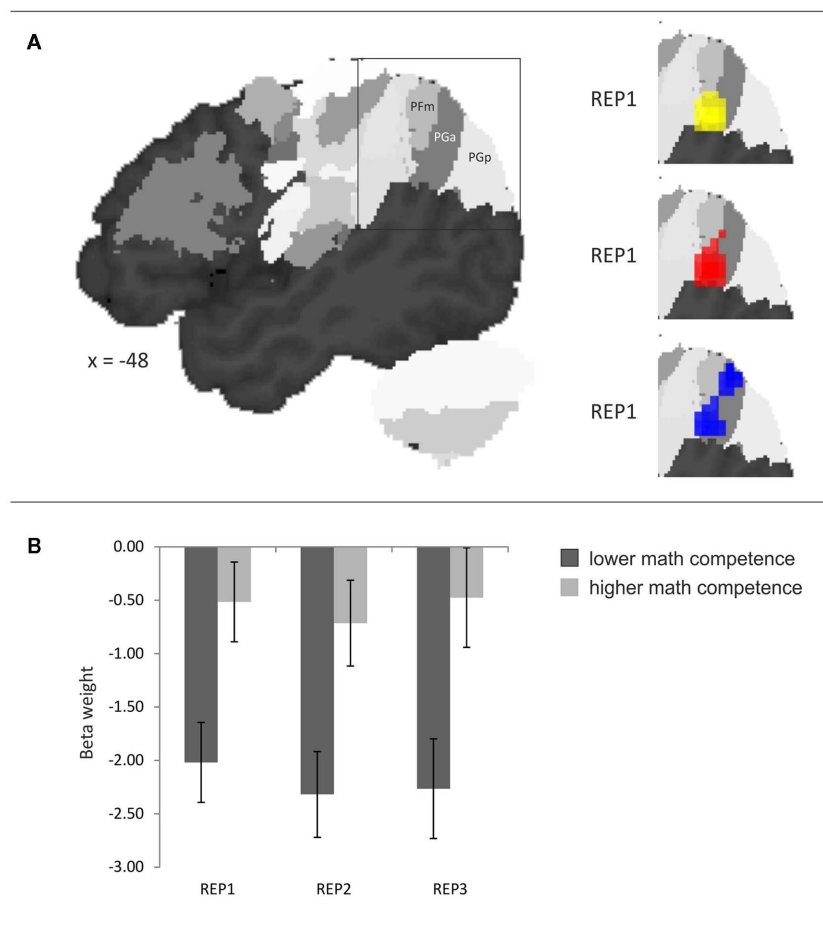 A
PFm
PGa
PGp
x = -48
REP1
REP1
REP1
B
0.00
-0.50
-1.00
-1.50
-2.00
-2.50
-3.00
Beta weight
REP1 REP2 REP3
lower math competence
higher math competence